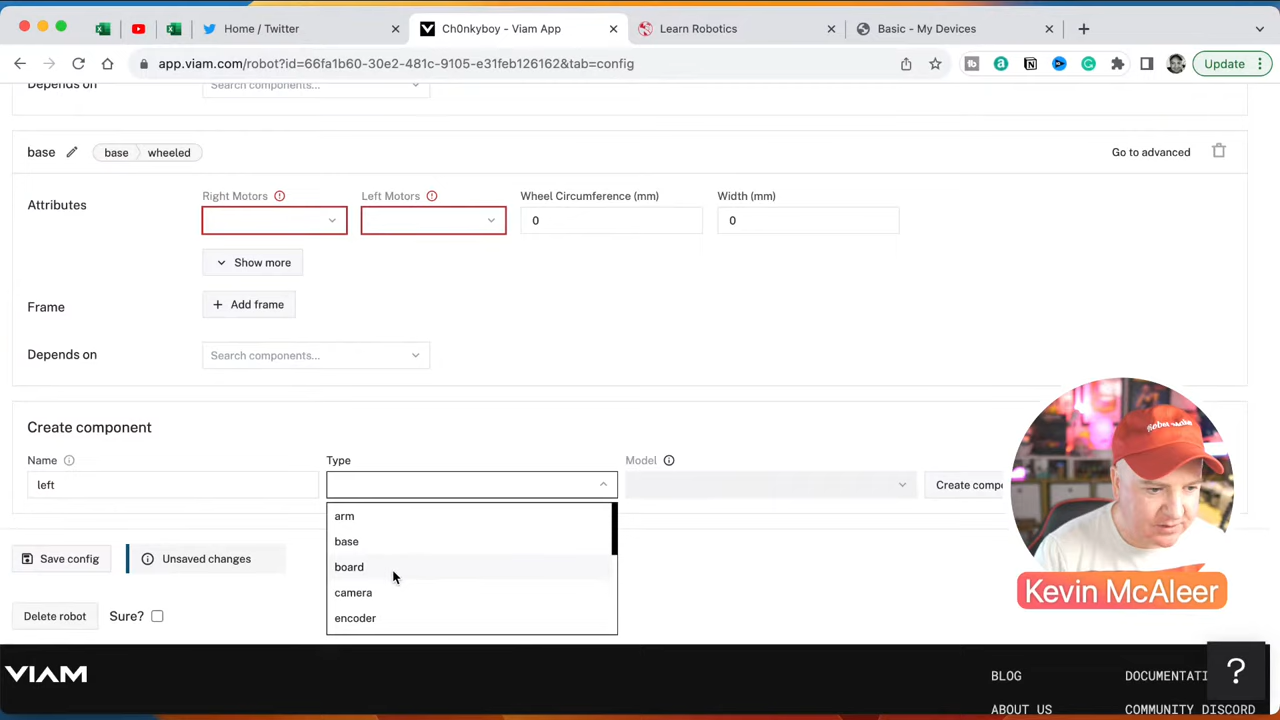 Home / Twitter
Ch0nkyboy - Viam App
Learn Robotics
Basic - My Devices
app.viam.com/robot?id=66fa1b60-30e2-481c-9105-e31feb126162&tab=config
Update
Depends on
Search components...
base
base
wheeled
Go to advanced
Attributes
Right Motors
Left Motors
Wheel Circumference (mm)
Width (mm)
0
0
Show more
Frame
+ Add frame
Depends on
Search components...
Create component
Name
Type
Model
left
Create compo
arm
base
board
camera
encoder
Save config
Unsaved changes
Delete robot
Sure?
Kevin McAleer
VIAM
BLOG
DOCUMENTATI
ABOUT US
COMMUNITY DISCORD
?